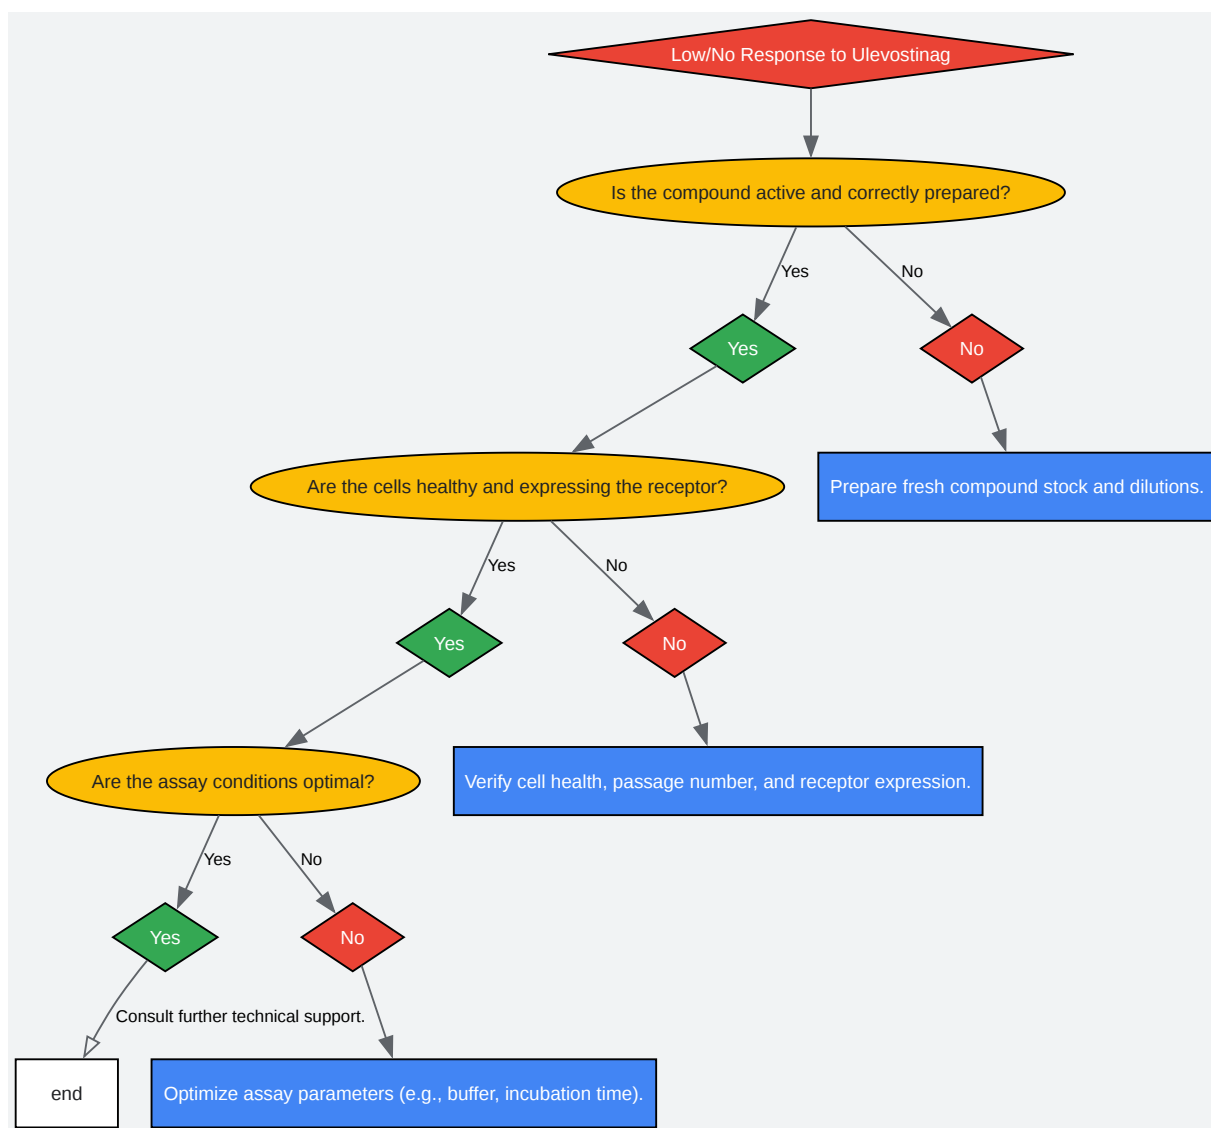 Low/No Response to Ulevostinag
Is the compound active and correctly prepared?
Yes
No
Yes
No
Are the cells healthy and expressing the receptor?
Prepare fresh compound stock and dilutions.
Yes
No
Yes
No
Are the assay conditions optimal?
Verify cell health, passage number, and receptor expression.
Yes
No
Yes
No
Consult further technical support.
end
Optimize assay parameters (e.g., buffer, incubation time).